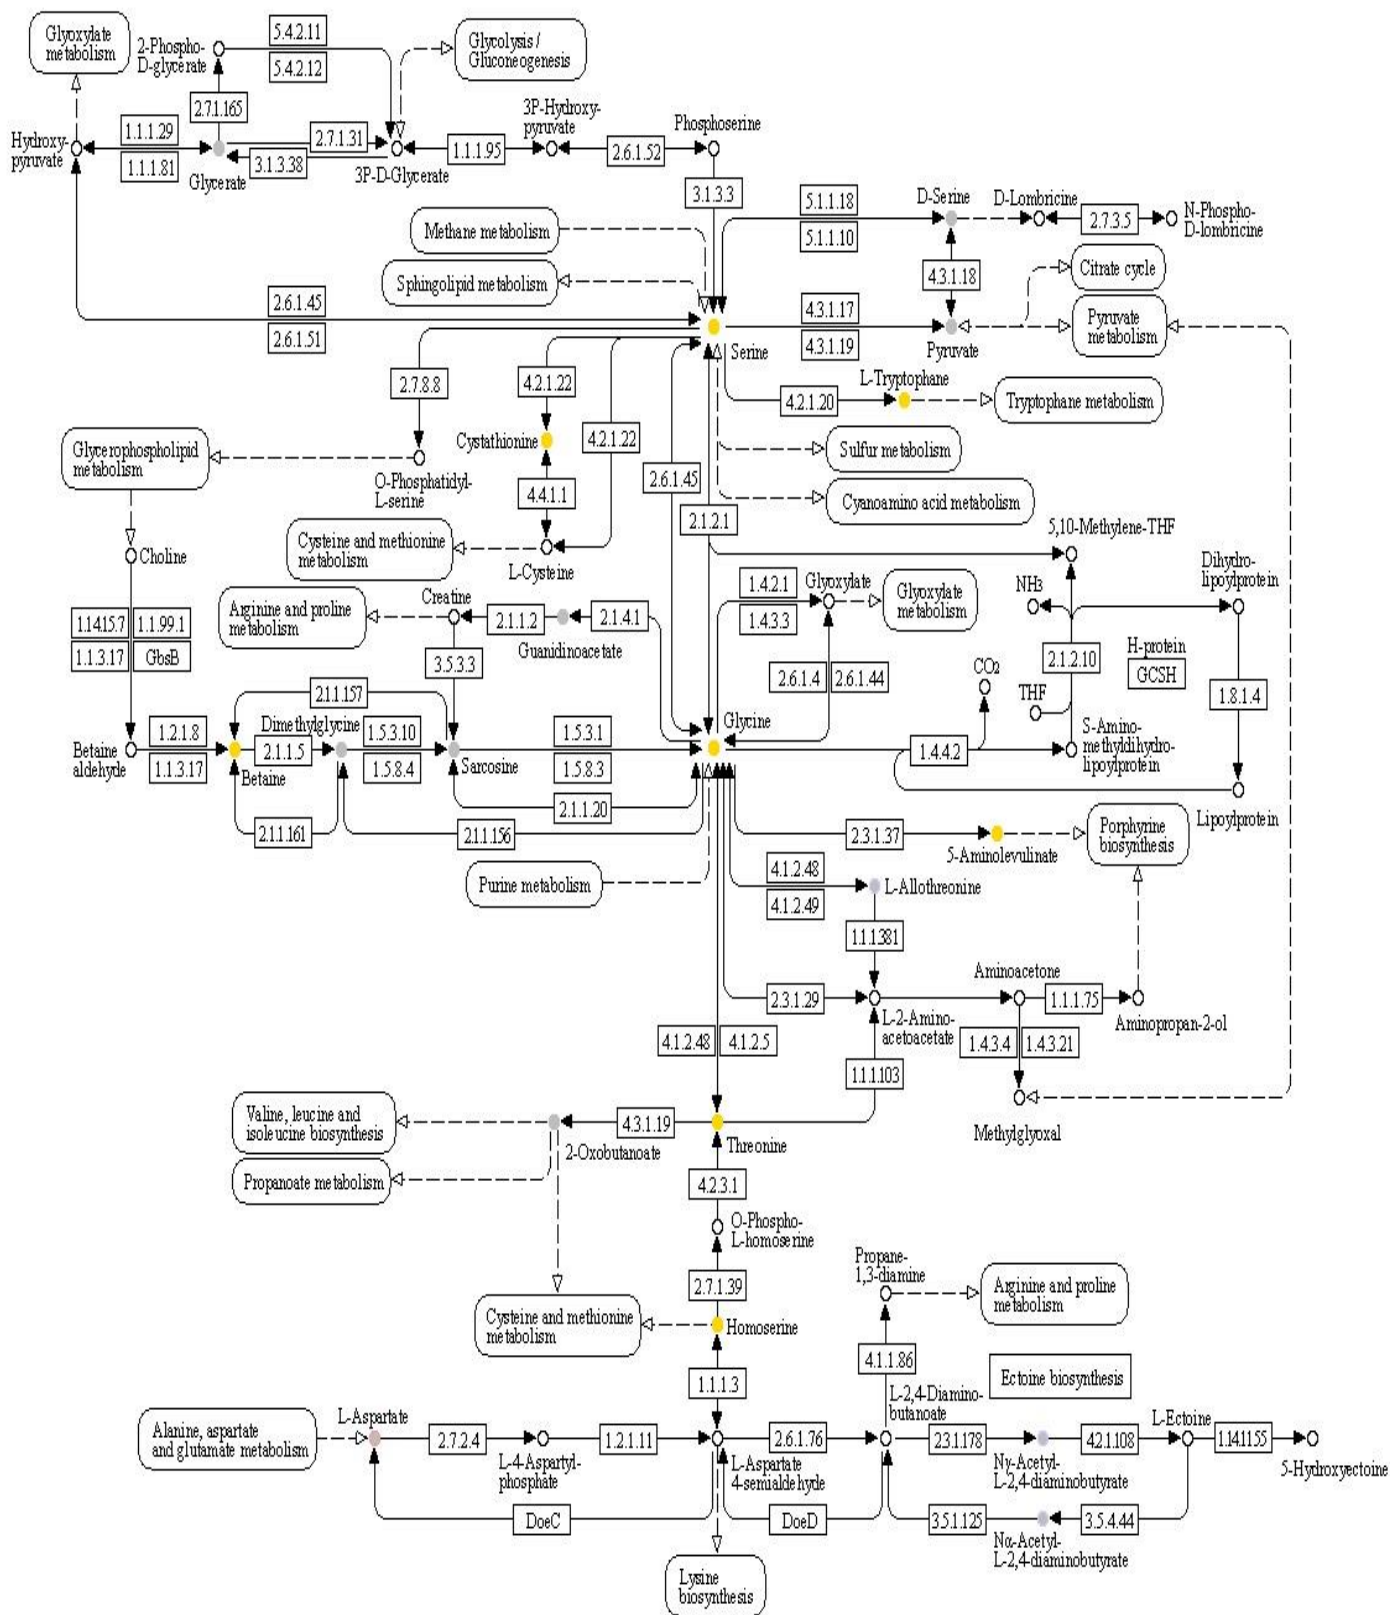 Glyoxylate
metabolism
2-Phospho-
D-glycerate
5.4.2.11
5.4.2.12
Glycolysis /
Gluconeogenesis
2.7.1.165
Hydroxy-
pyruvate
1.1.1.29
1.1.1.81
Glycerate
2.7.1.31
3.1.3.38
3P-D-Glycerate
1.1.1.95
3P-Hydroxy-
pyruvate
2.6.1.52
Phosphoserine
3.1.3.3
Methane metabolism
Sphingolipid metabolism
5.1.1.18
5.1.1.10
D-Serine
D-Lombricine
2.7.3.5
N-Phospho-
D-lombricine
4.3.1.18
Citrate cycle
2.6.1.45
2.6.1.51
Serine
4.3.1.17
4.3.1.19
Pyruvate
Pyruvate
metabolism
2.7.8.8
4.2.1.22
4.2.1.20
L-Tryptophane
Tryptophane metabolism
Glycerophospholipid
metabolism
Cystathionine
4.2.1.22
Sulfur metabolism
O-Phosphatidyl-
L-serine
4.4.1.1
2.6.1.45
Cyanoamino acid metabolism
2.1.2.1
Choline
Cysteine and methionine
metabolism
L-Cysteine
5,10-Methylene-THF
Dihydro-
lipoylprotein
NH3
Arginine and proline
metabolism
Creatine
2.1.1.2
Guanidinoacetate
2.1.4.1
1.4.2.1
1.4.3.3
Glyoxylate
Glyoxylate
metabolism
1.14.15.7
1.1.99.1
1.1.3.17
GbsB
3.5.3.3
2.6.1.4
2.6.1.44
CO2
THF
2.1.2.10
H-protein
GCSH
1.8.1.4
2.1.1.157
Betaine
aldehyde
1.2.1.8
1.1.3.17
Betaine
2.1.1.5
Dimethylglycine
1.5.3.10
1.5.8.4
Sarcosine
1.5.3.1
1.5.8.3
Glycine
1.4.4.2
S-Amino-
methyldihydro-
lipoylprotein
Lipoylprotein
2.1.1.161
2.1.1.156
2.1.1.20
2.3.1.37
5-Aminolevulinate
Porphyrine
biosynthesis
Purine metabolism
4.1.2.48
4.1.2.49
L-Allothreonine
1.1.1.381
2.3.1.29
L-2-Amino-
acetoacetate
Aminoacetone
1.1.1.75
Aminopropan-2-ol
4.1.2.48
4.1.2.5
1.1.1.103
1.4.3.4
1.4.3.21
Methylglyoxal
Valine, leucine and
isoleucine biosynthesis
2-Oxobutanoate
4.3.1.19
Threonine
Propanoate metabolism
4.2.3.1
O-Phospho-
L-homoserine
2.7.1.39
Propane-
1,3-diamine
Arginine and proline
metabolism
Cysteine and methionine
metabolism
Homoserine
4.1.1.86
Ectoine biosynthesis
1.1.1.3
Alanine, aspartate
and glutamate metabolism
L-Aspartate
2.7.2.4
L-4-Aspartyl-
phosphate
1.2.1.11
L-Aspartate
4-semialdehyde
2.6.1.76
L-2,4-Diamino-
butanoate
2.3.1.178
Nγ-Acetyl-
L-2,4-diaminobutyrate
4.2.1.108
L-Ectoine
1.14.11.55
5-Hydroxyectoine
DoeC
DoeD
3.5.1.125
Nα-Acetyl-
L-2,4-diaminobutyrate
3.5.4.44
Lysine
biosynthesis